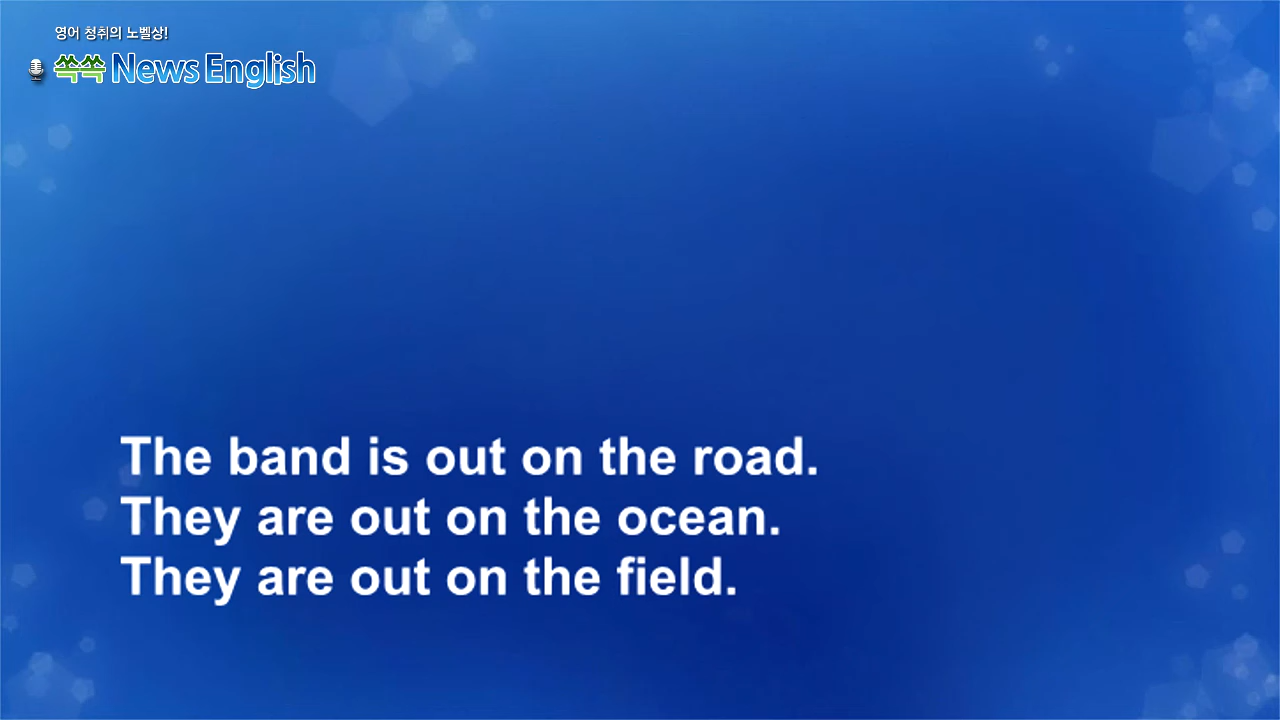 영어 청취의 노벨상!
쏙쏙 News English
The band is out on the road.
They are out on the ocean.
They are out on the field.